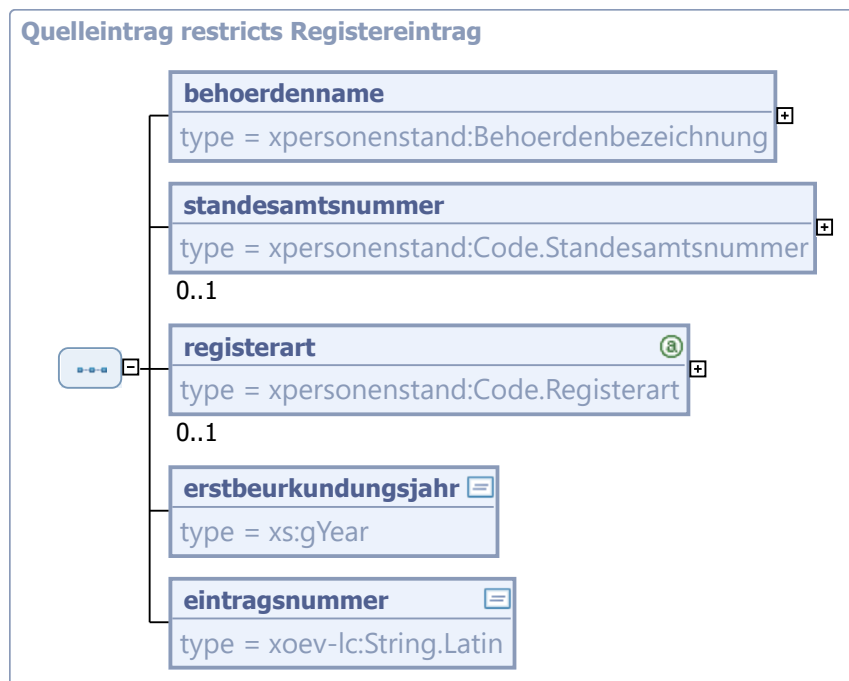 Quelleintrag restricts Registereintrag
behoerdenname
type = xpersonenstand:Behoerdenbezeichnung
standesamtsnummer
type = xpersonenstand:Code.Standesamtsnummer
0..1
registerart
type = xpersonenstand:Code.Registerart
0..1
erstbeurkundungsjahr
type = xs:gYear
eintragsnummer
type = xoev-lc:String.Latin